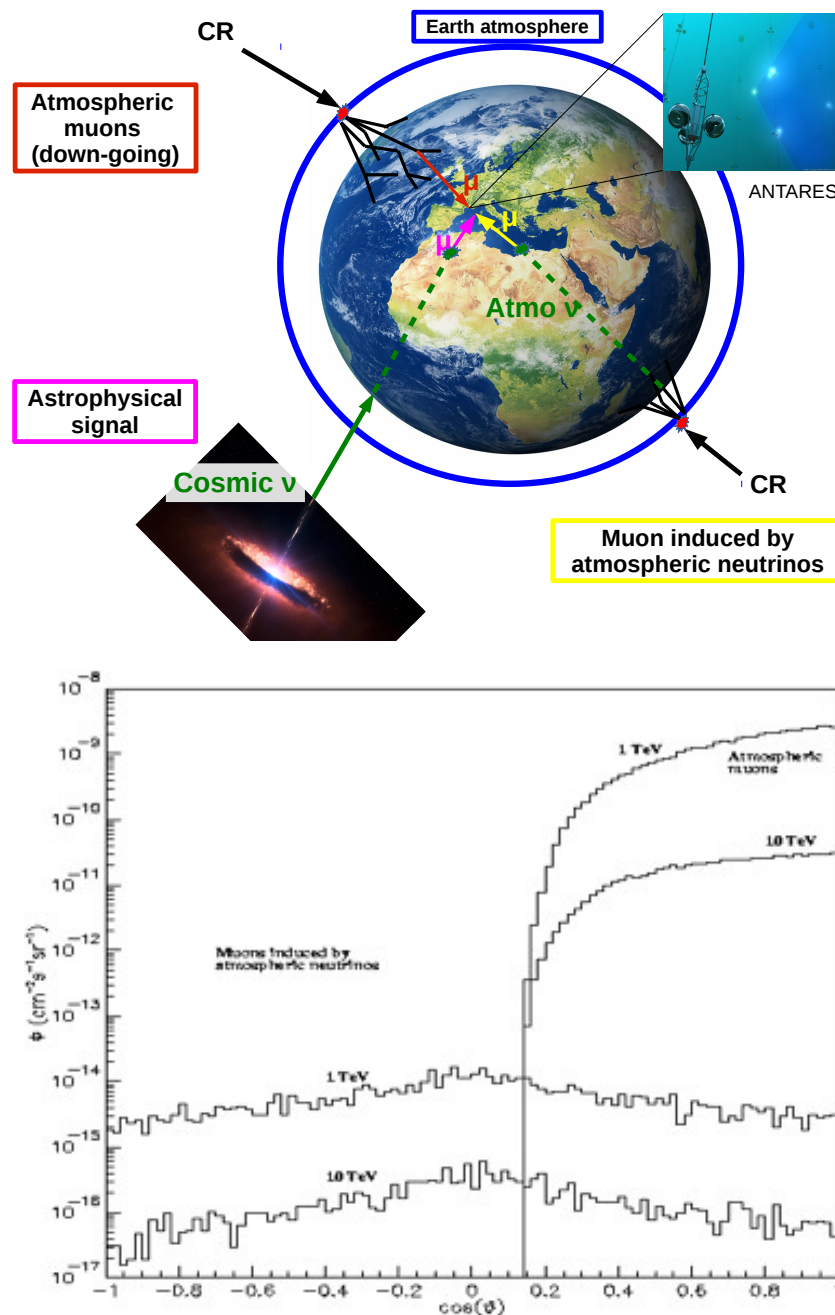 CR
Earth atmosphere
Atmospheric
muons
(down-going)
μ
μ
μ
ANTARES
Atmo ν
Astrophysical
signal
Cosmic ν
CR
Muon induced by
atmospheric neutrinos
10⁻⁸
10⁻⁹
10⁻¹⁰
10⁻¹¹
10⁻¹²
10⁻¹³
10⁻¹⁴
10⁻¹⁵
10⁻¹⁶
10⁻¹⁷
ϕ (cm⁻²s⁻¹sr⁻¹)
1 TeV
Atmospheric
muons
10 TeV
Muons induced by
atmospheric neutrinos
1 TeV
10 TeV
-1 -0.8 -0.6 -0.4 -0.2 0 0.2 0.4 0.6 0.8
cos(ϑ)